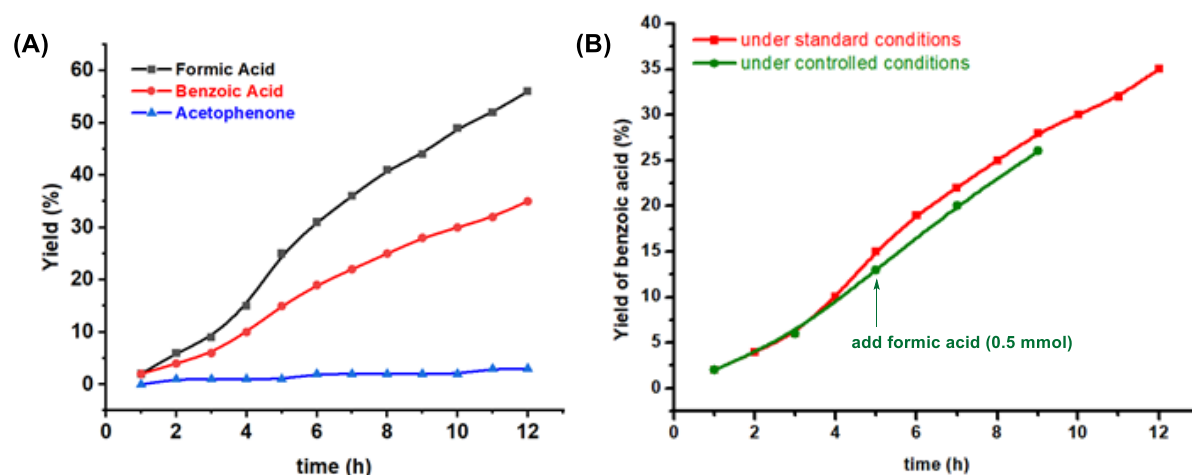 (A)
Formic Acid
Benzoic Acid
Acetophenone
Yield (%)
60
50
40
30
20
10
0
0 2 4 6 8 10 12
time (h)
(B)
under standard conditions
under controlled conditions
Yield of benzoic acid (%)
40
35
30
25
20
15
10
5
0
add formic acid (0.5 mmol)
0 2 4 6 8 10 12
time (h)